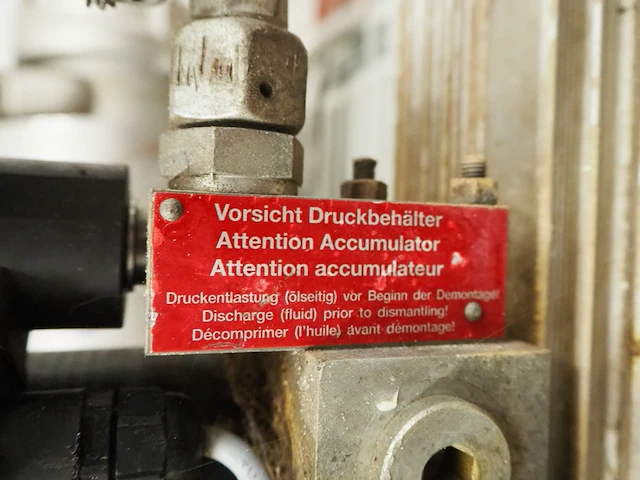 Vorsicht Druckbehälter
Attention Accumulator
Attention accumulateur
Druckentlastung (ölseitig) vor Beginn der Demontage!
Discharge (fluid) prior to dismantling!
Décomprimer (l'huile) avant démontage!